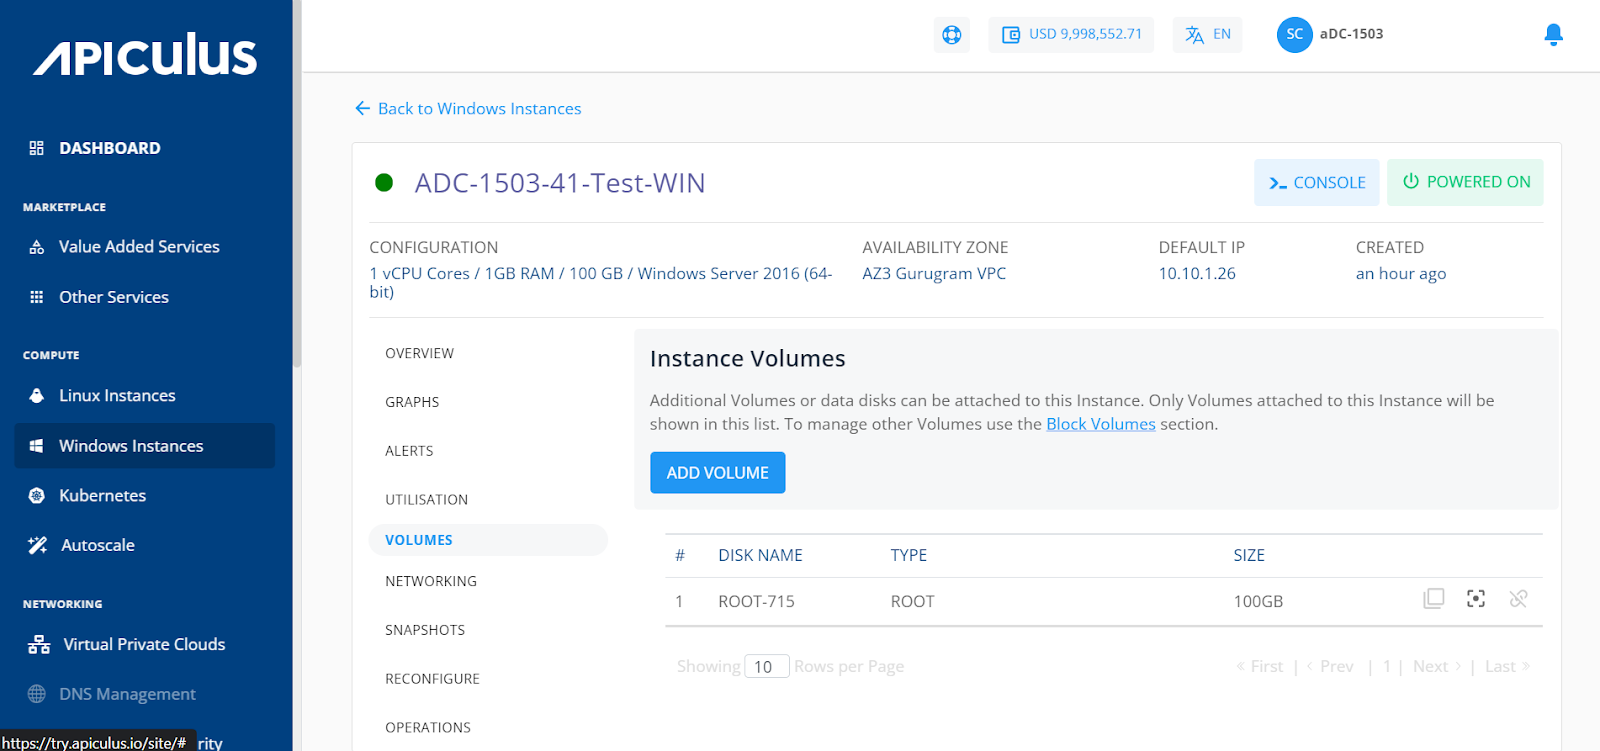 APICULUS
USD 9,998,552.71
EN
SC
aDC-1503
Back to Windows Instances
DASHBOARD
MARKETPLACE
Value Added Services
Other Services
COMPUTE
Linux Instances
Windows Instances
Kubernetes
Autoscale
NETWORKING
Virtual Private Clouds
DNS Management
rity
https://try.apiculus.io/site/#
ADC-1503-41-Test-WIN
CONSOLE
POWERED ON
CONFIGURATION
1 vCPU Cores / 1GB RAM / 100 GB / Windows Server 2016 (64-
bit)
AVAILABILITY ZONE
AZ3 Gurugram VPC
DEFAULT IP
10.10.1.26
CREATED
an hour ago
OVERVIEW
GRAPHS
ALERTS
UTILISATION
VOLUMES
NETWORKING
SNAPSHOTS
RECONFIGURE
OPERATIONS
Instance Volumes
Additional Volumes or data disks can be attached to this Instance. Only Volumes attached to this Instance will be
shown in this list. To manage other Volumes use the Block Volumes section.
ADD VOLUME
# DISK NAME TYPE SIZE
1 ROOT-715 ROOT 100GB
Showing 10 Rows per Page
« First | ‹ Prev | 1 | Next › | Last »